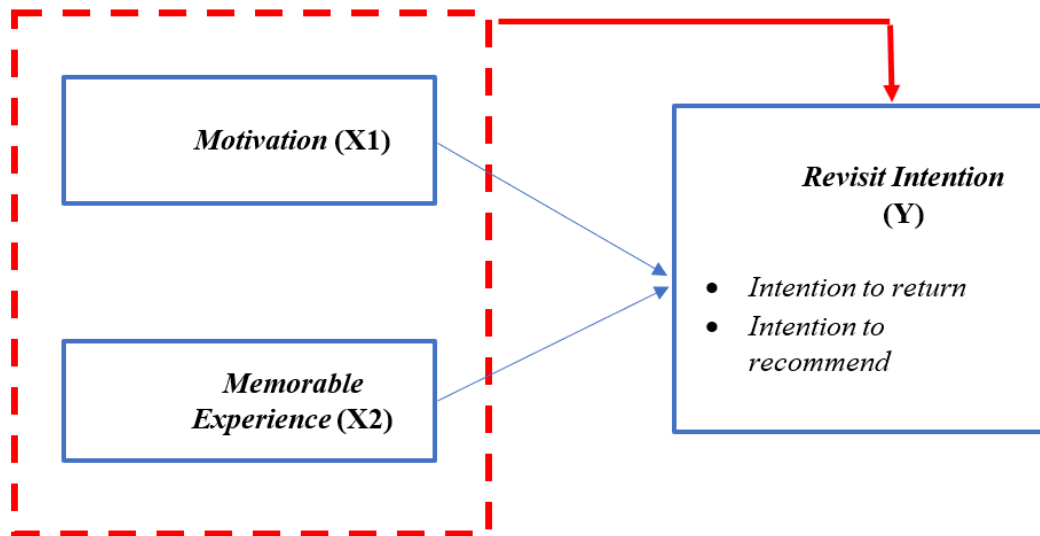 Motivation (X1)
Memorable
Experience (X2)
Revisit Intention
(Y)
• Intention to return
• Intention to
recommend